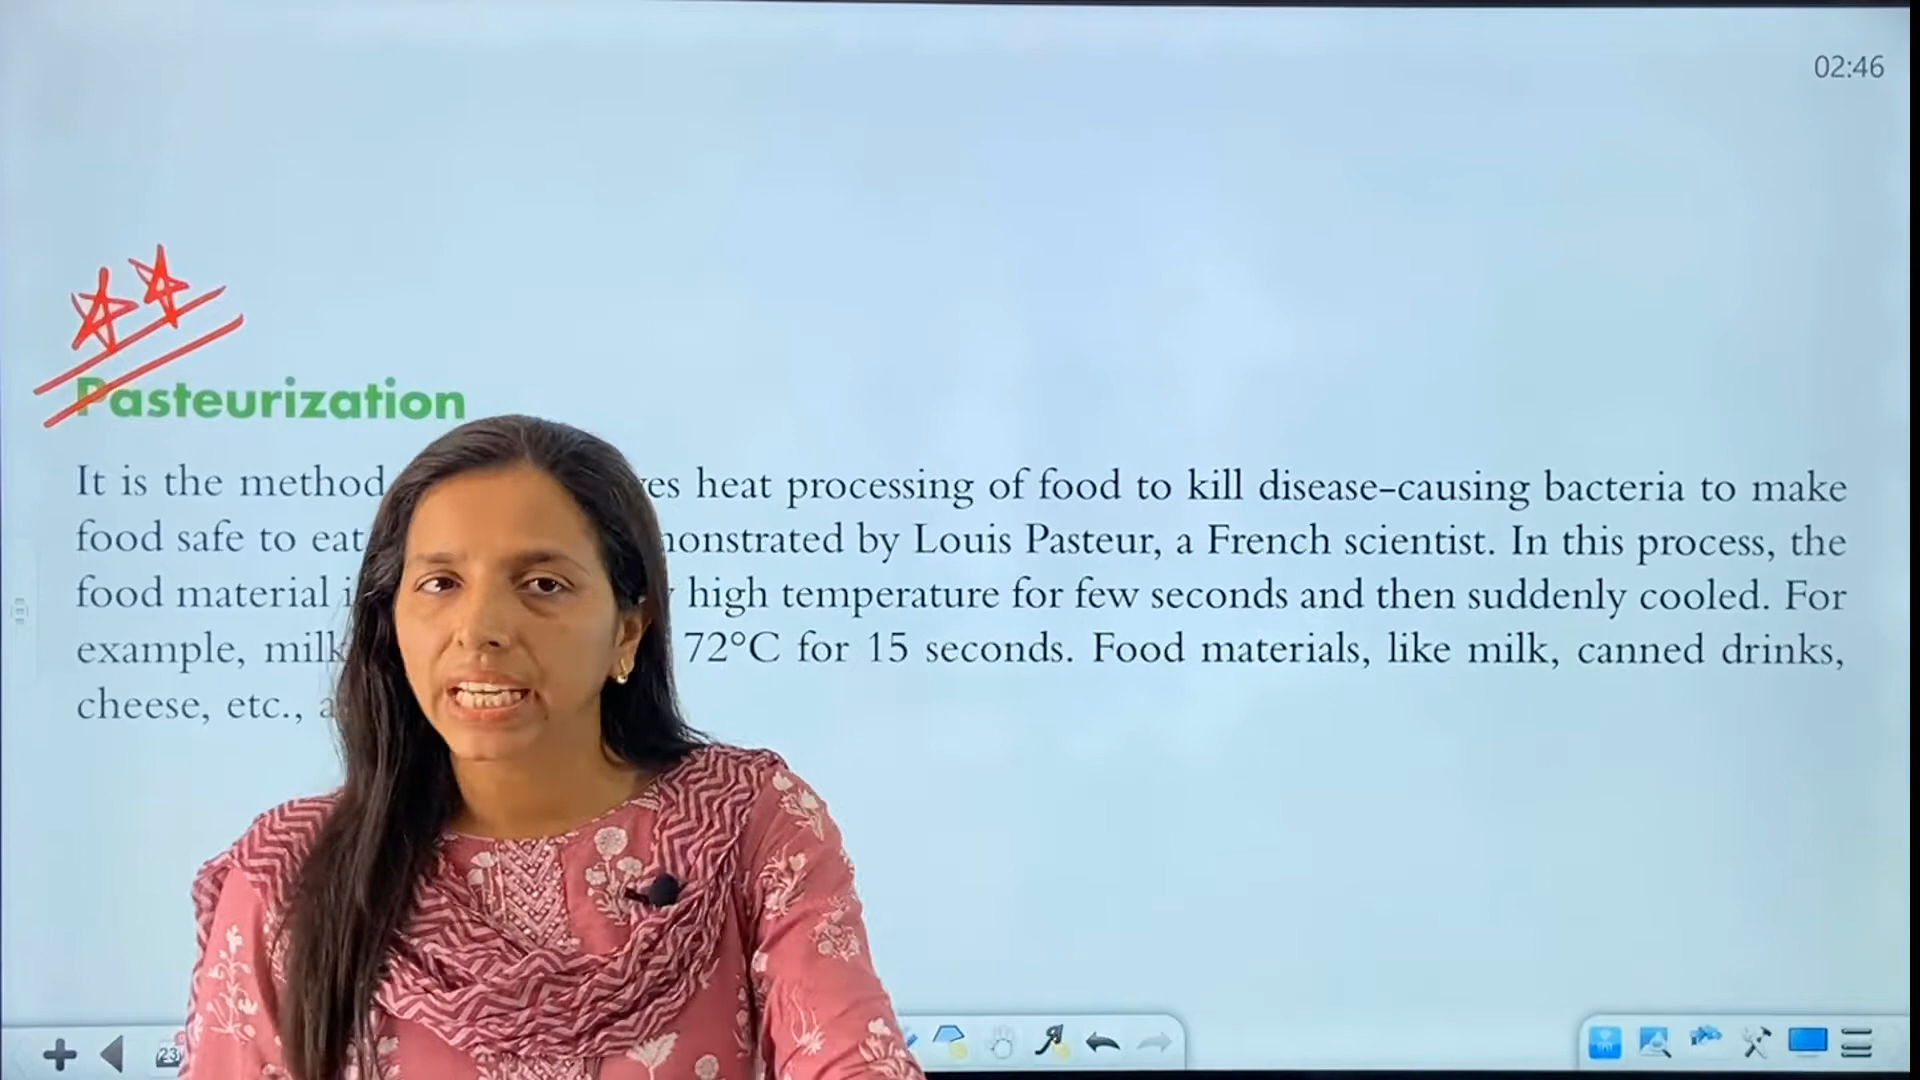 02:46
Pasteurization
It is the method heat processing of food to kill disease-causing bacteria to make
food safe to eat by Louis Pasteur, a French scientist. In this process, the
food material high temperature for few seconds and then suddenly cooled. For
example, milk 72°C for 15 seconds. Food materials, like milk, canned drinks,
cheese, etc.,
23